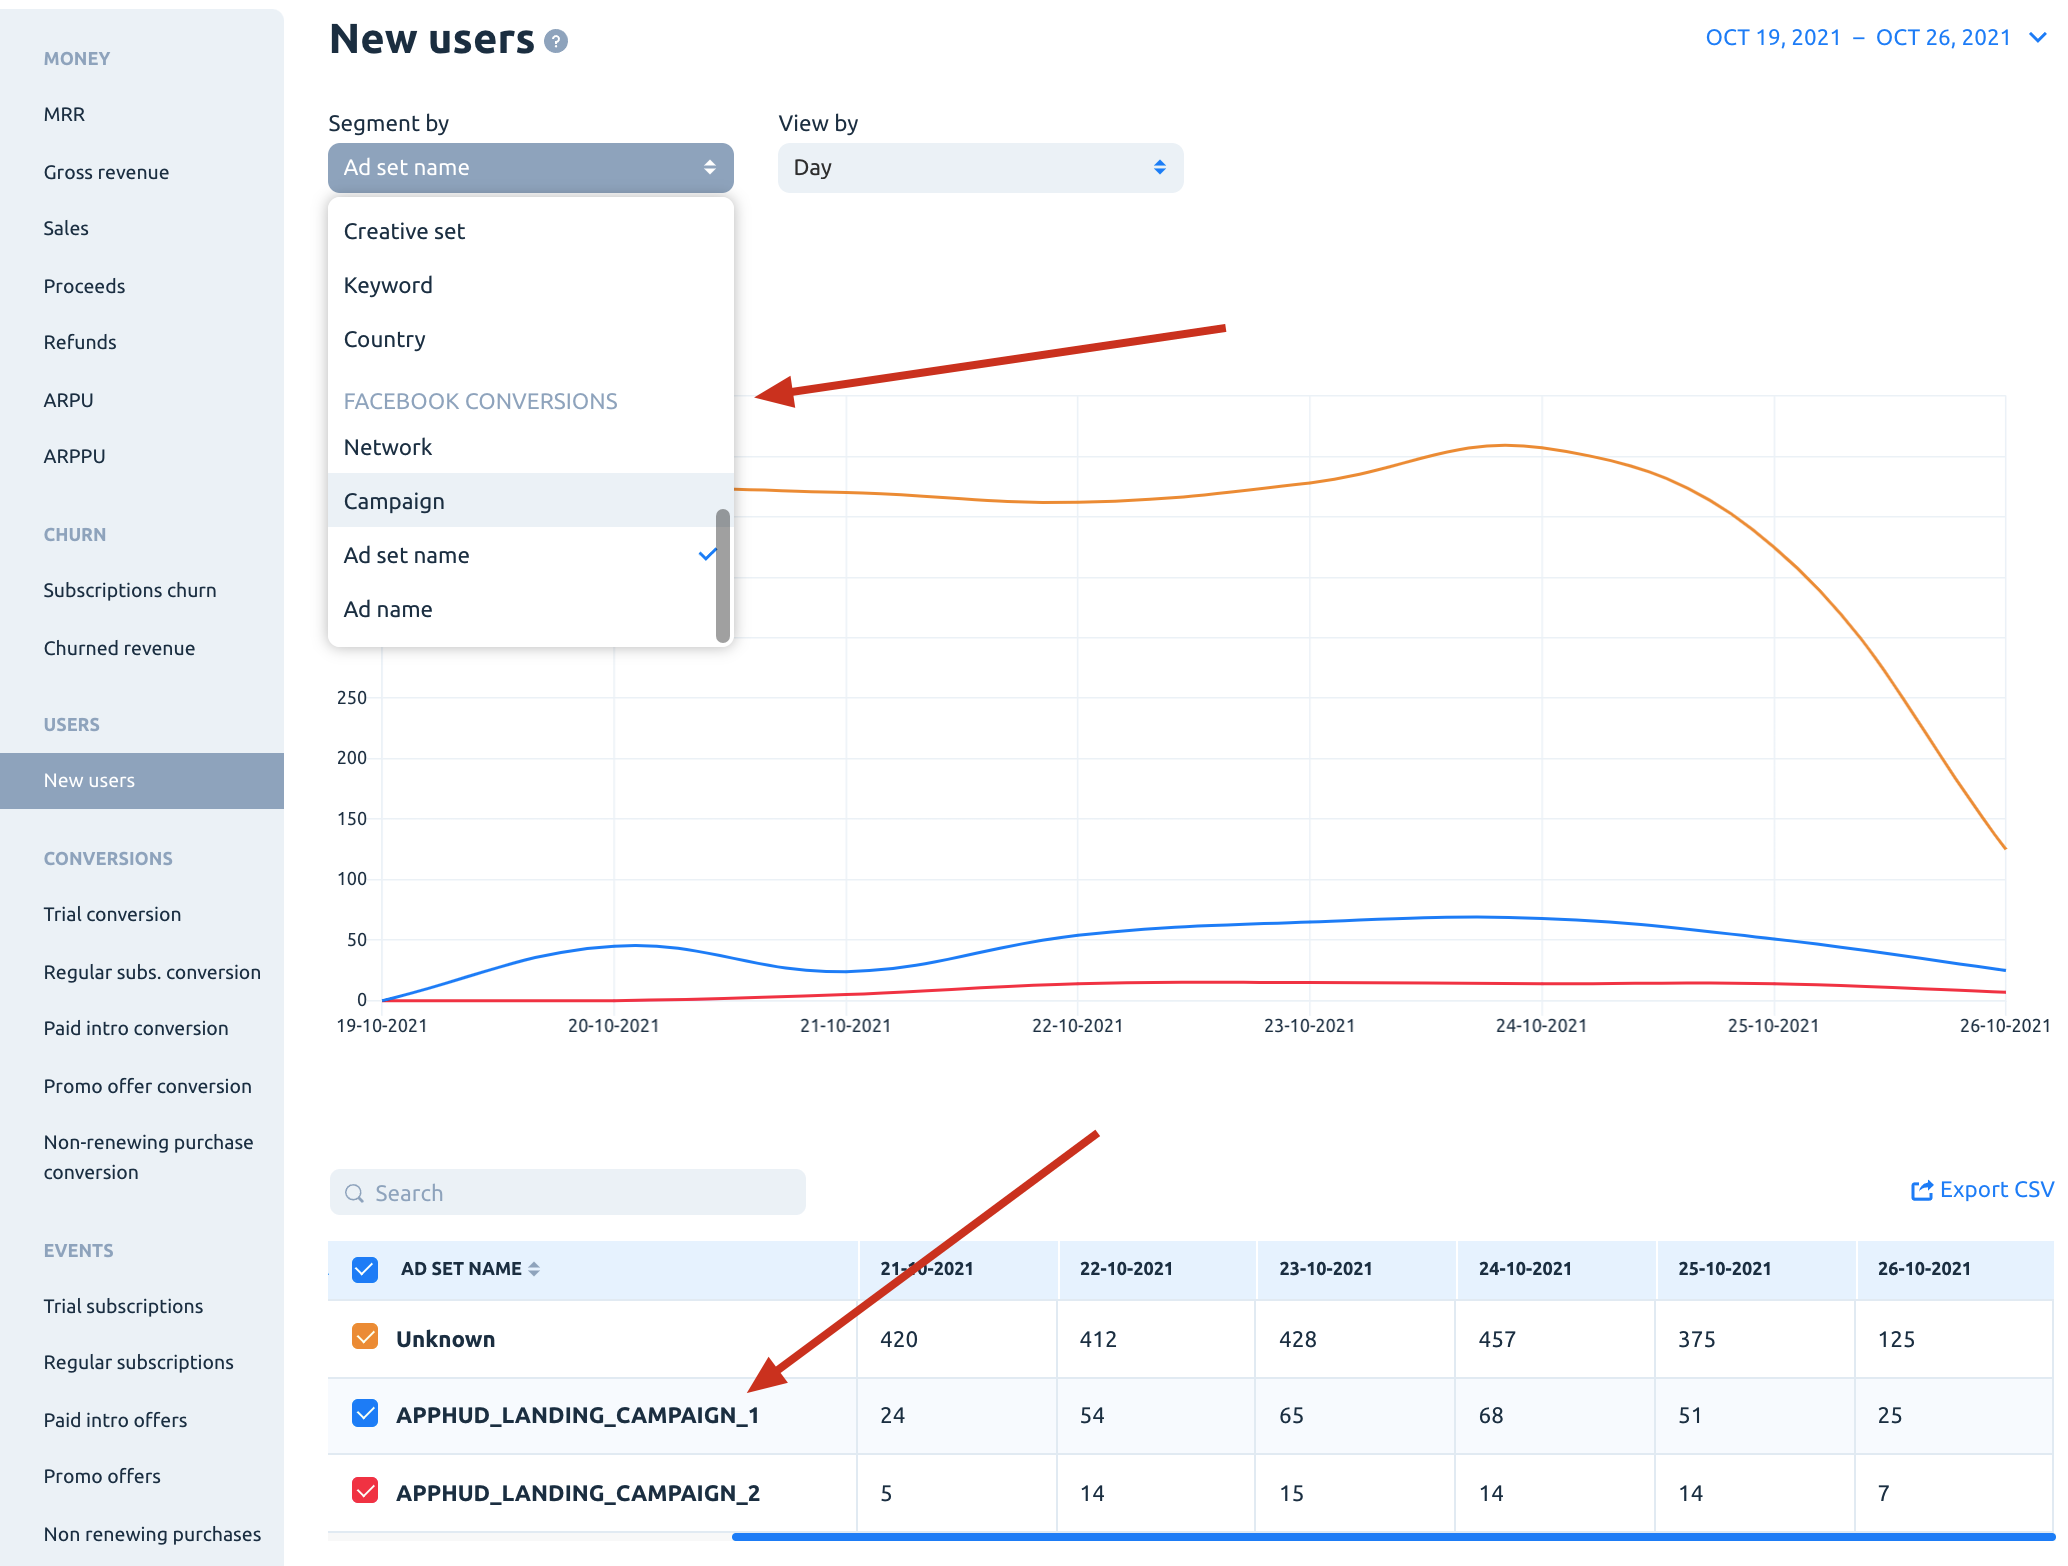 MONEY
MRR
Gross revenue
Sales
Proceeds
Refunds
ARPU
ARPPU
CHURN
Subscriptions churn
Churned revenue
USERS
New users
CONVERSIONS
Trial conversion
Regular subs. conversion
Paid intro conversion
Promo offer conversion
Non-renewing purchase
conversion
EVENTS
Trial subscriptions
Regular subscriptions
Paid intro offers
Promo offers
Non renewing purchases
New users ?
OCT 19, 2021 – OCT 26, 2021
Segment by
View by
Ad set name
Day
Creative set
Keyword
Country
FACEBOOK CONVERSIONS
Network
Campaign
Ad set name
Ad name
250
200
150
100
50
0
19-10-2021 20-10-2021 21-10-2021 22-10-2021 23-10-2021 24-10-2021 25-10-2021 26-10-2021
Search
Export CSV
AD SET NAME 21-10-2021 22-10-2021 23-10-2021 24-10-2021 25-10-2021 26-10-2021
Unknown 420 412 428 457 375 125
APPHUD_LANDING_CAMPAIGN_1 24 54 65 68 51 25
APPHUD_LANDING_CAMPAIGN_2 5 14 15 14 14 7